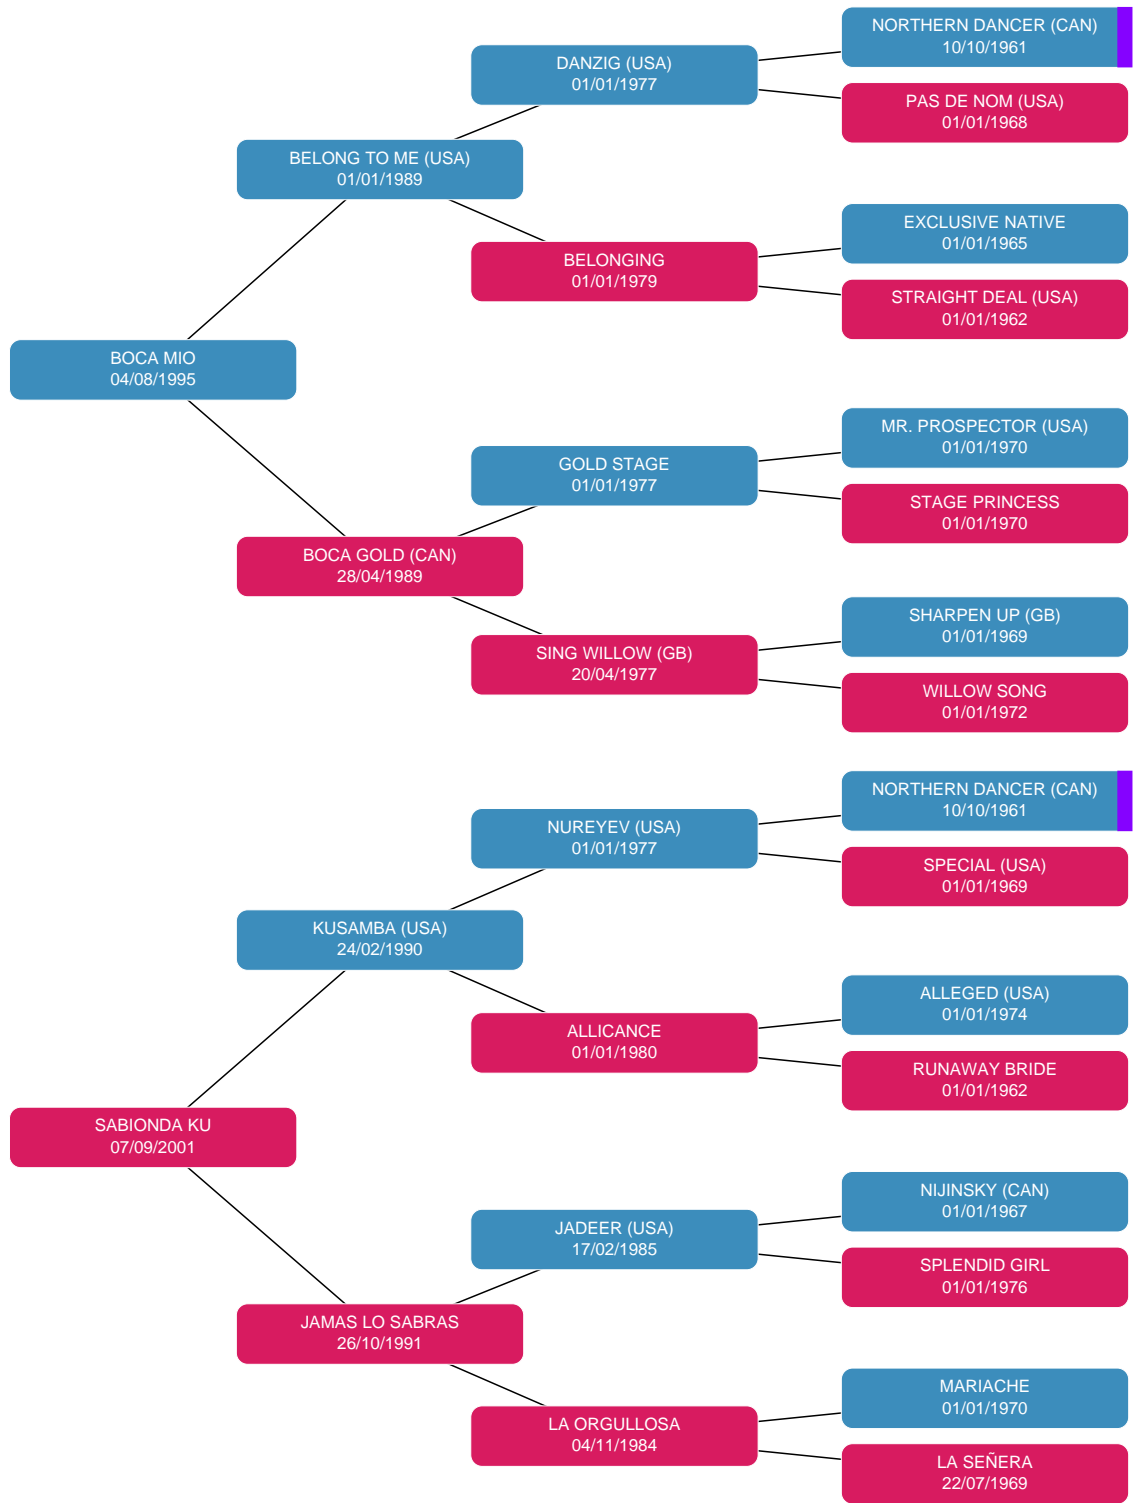 NORTHERN DANCER (CAN)
10/10/1961
DANZIG (USA)
01/01/1977
PAS DE NOM (USA)
01/01/1968
BELONG TO ME (USA)
01/01/1989
EXCLUSIVE NATIVE
01/01/1965
BELONGING
01/01/1979
STRAIGHT DEAL (USA)
01/01/1962
BOCA MIO
04/08/1995
MR. PROSPECTOR (USA)
01/01/1970
GOLD STAGE
01/01/1977
STAGE PRINCESS
01/01/1970
BOCA GOLD (CAN)
28/04/1989
SHARPEN UP (GB)
01/01/1969
SING WILLOW (GB)
20/04/1977
WILLOW SONG
01/01/1972
NORTHERN DANCER (CAN)
10/10/1961
NUREYEV (USA)
01/01/1977
SPECIAL (USA)
01/01/1969
KUSAMBA (USA)
24/02/1990
ALLEGED (USA)
01/01/1974
ALLICANCE
01/01/1980
RUNAWAY BRIDE
01/01/1962
SABIONDA KU
07/09/2001
NIJINSKY (CAN)
01/01/1967
JADEER (USA)
17/02/1985
SPLENDID GIRL
01/01/1976
JAMAS LO SABRAS
26/10/1991
MARIACHE
01/01/1970
LA ORGULLOSA
04/11/1984
LA SEÑERA
22/07/1969